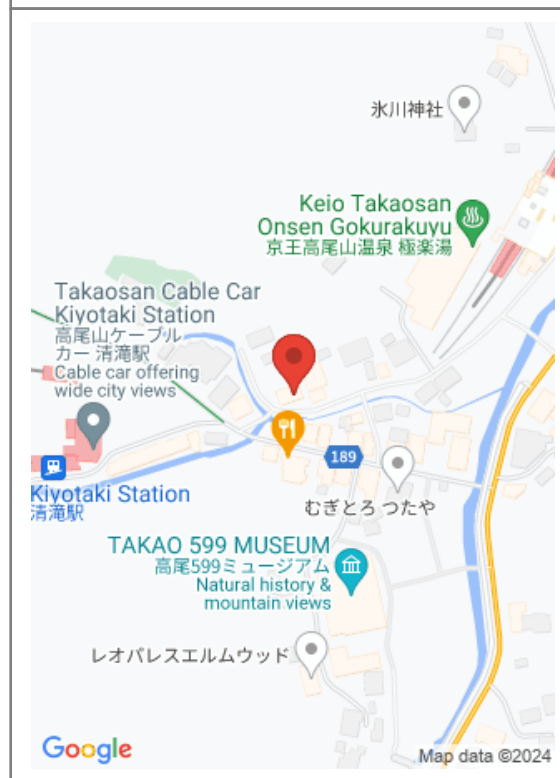 氷川神社
Keio Takaosan
Onsen Gokurakuyu
京王高尾山温泉 極楽湯
Takaosan Cable Car
Kiyotaki Station
高尾山ケーブル
カー 清滝駅
Cable car offering
wide city views
189
Kiyotaki Station
清滝駅
むぎとろ つたや
TAKAO 599 MUSEUM
高尾599ミュージアム
Natural history &
mountain views
レオパレスエルムウッド
Google
Map data ©2024